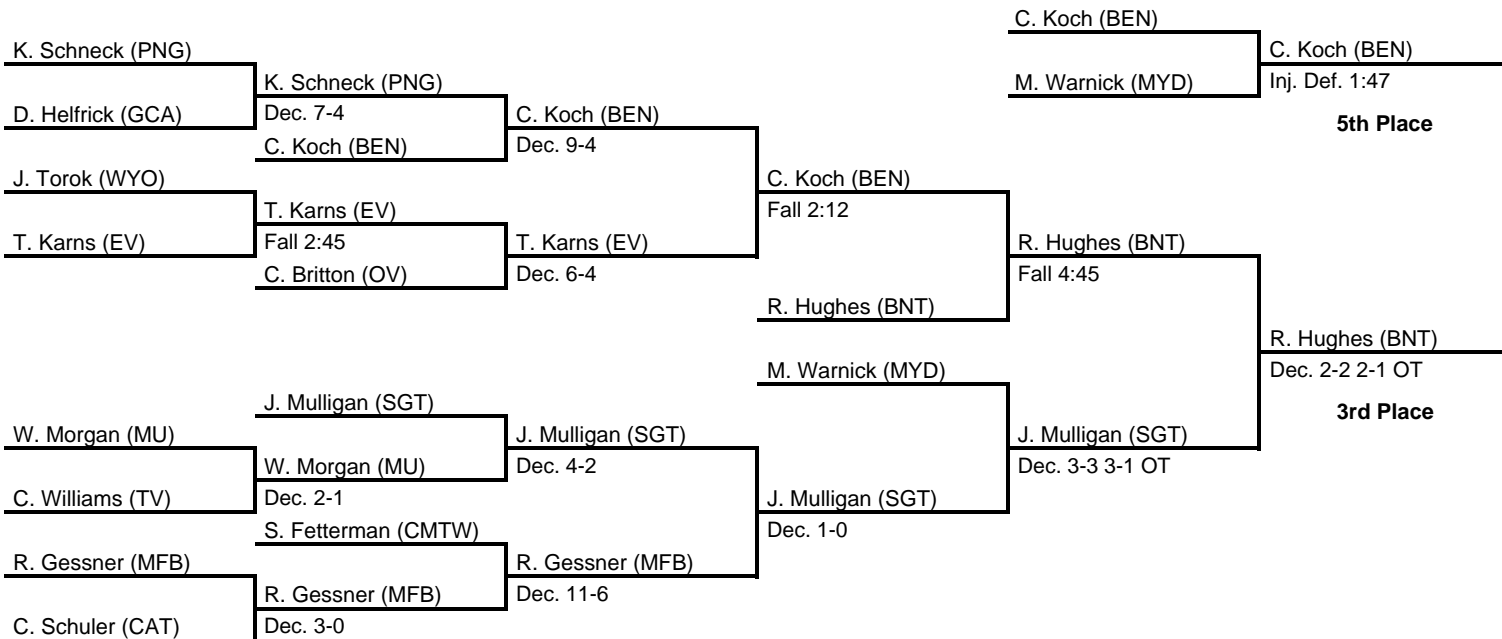 K. Schneck (PNG)
D. Helfrick (GCA)
J. Torok (WYO)
T. Karns (EV)
W. Morgan (MU)
C. Williams (TV)
R. Gessner (MFB)
C. Schuler (CAT)
K. Schneck (PNG)
Dec. 7-4
C. Koch (BEN)
T. Karns (EV)
Fall 2:45
C. Britton (OV)
J. Mulligan (SGT)
W. Morgan (MU)
Dec. 2-1
S. Fetterman (CMTW)
R. Gessner (MFB)
Dec. 3-0
C. Koch (BEN)
Dec. 9-4
T. Karns (EV)
Dec. 6-4
J. Mulligan (SGT)
Dec. 4-2
R. Gessner (MFB)
Dec. 11-6
C. Koch (BEN)
Fall 2:12
R. Hughes (BNT)
M. Warnick (MYD)
J. Mulligan (SGT)
Dec. 1-0
R. Hughes (BNT)
Fall 4:45
J. Mulligan (SGT)
Dec. 3-3 3-1 OT
R. Hughes (BNT)
Dec. 2-2 2-1 OT
3rd Place
C. Koch (BEN)
M. Warnick (MYD)
C. Koch (BEN)
Inj. Def. 1:47
5th Place